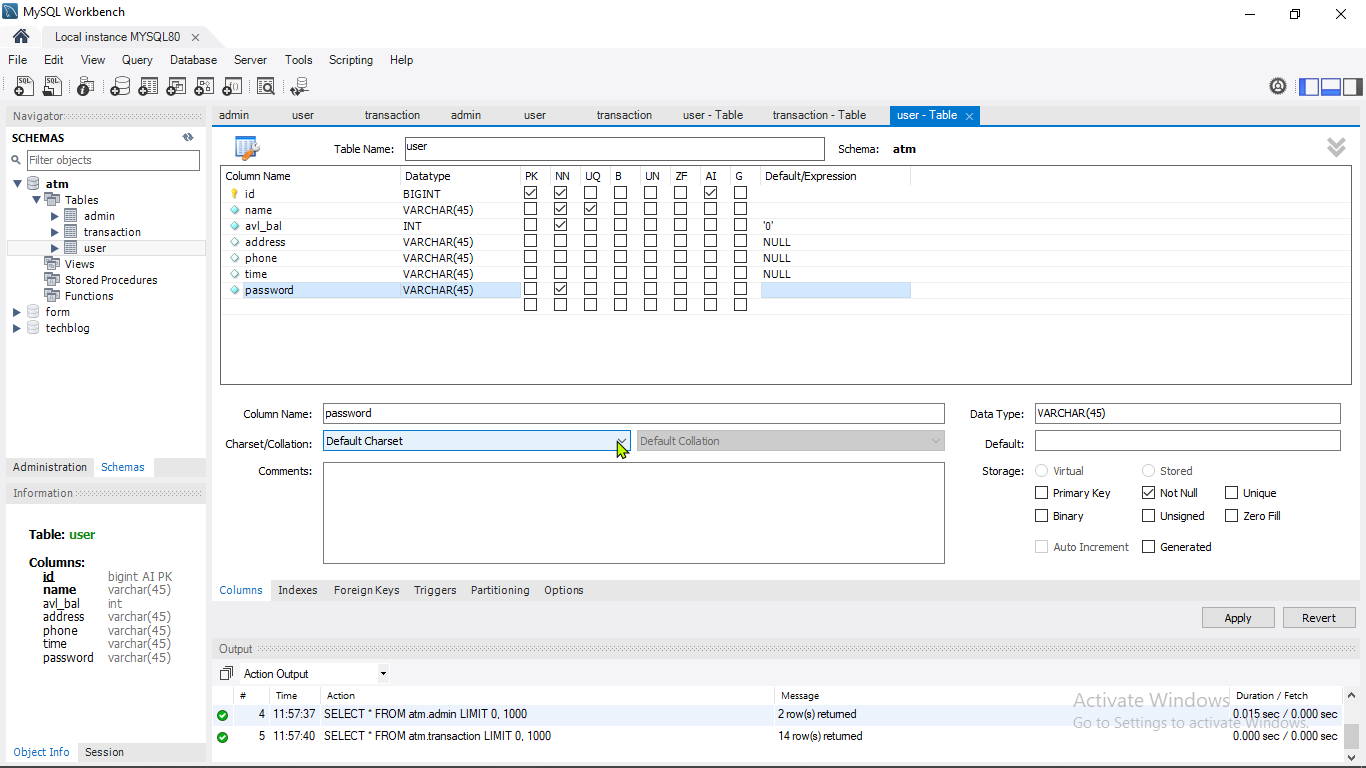 MySQL Workbench
Local instance MYSQL80
File Edit View Query Database Server Tools Scripting Help
Navigator
SCHEMAS
Filter objects
atm
Tables
admin
transaction
user
Views
Stored Procedures
Functions
form
techblog
Administration Schemas
Information
Table: user
Columns:
id bigint AI PK
name varchar(45)
avl_bal int
address varchar(45)
phone varchar(45)
time varchar(45)
password varchar(45)
Object Info Session
admin user transaction admin user transaction user - Table transaction - Table user - Table
Table Name: user Schema: atm
Column Name Datatype PK NN UQ B UN ZF AI G Default/Expression
id BIGINT
name VARCHAR(45)
avl_bal INT '0'
address VARCHAR(45) NULL
phone VARCHAR(45) NULL
time VARCHAR(45) NULL
password VARCHAR(45)
Column Name: password Data Type: VARCHAR(45)
Charset/Collation: Default Charset Default Collation Default:
Comments: Storage: Virtual Stored
Primary Key Not Null Unique
Binary Unsigned Zero Fill
Auto Increment Generated
Columns Indexes Foreign Keys Triggers Partitioning Options
Apply Revert
Output
Action Output
# Time Action Message Duration / Fetch
4 11:57:37 SELECT * FROM atm.admin LIMIT 0, 1000 2 row(s) returned 0.015 sec / 0.000 sec
5 11:57:40 SELECT * FROM atm.transaction LIMIT 0, 1000 14 row(s) returned 0.000 sec / 0.000 sec
Activate Windows
Go to Settings to activate Windows.